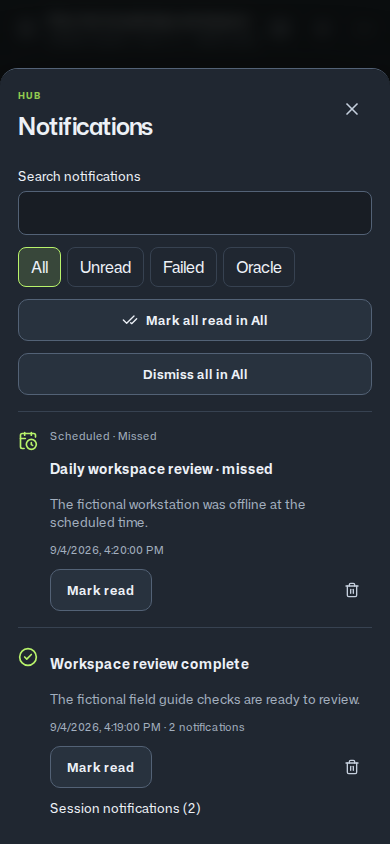 HUB
Notifications
Search notifications
All
Unread
Failed
Oracle
Mark all read in All
Dismiss all in All
Scheduled · Missed
Daily workspace review · missed
The fictional workstation was offline at the
scheduled time.
9/4/2026, 4:20:00 PM
Mark read
Workspace review complete
The fictional field guide checks are ready to review.
9/4/2026, 4:19:00 PM · 2 notifications
Mark read
Session notifications (2)